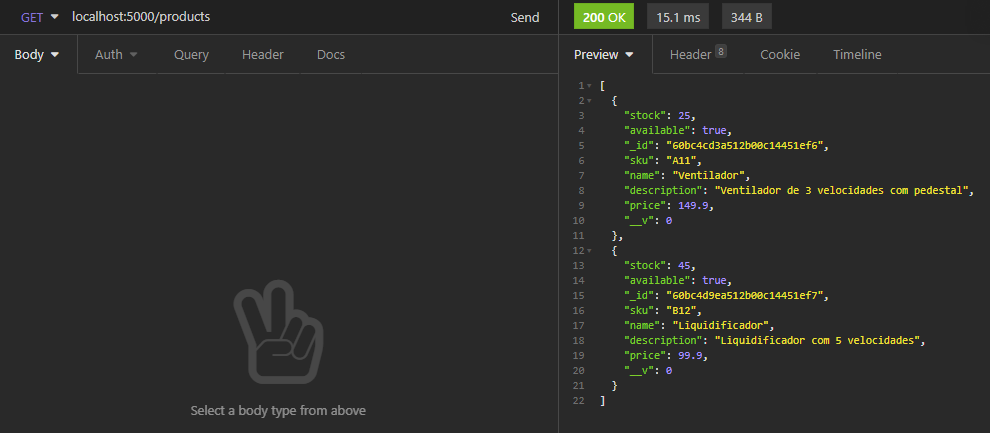 GET localhost:5000/products Send
200 OK 15.1 ms 344 B
Body Auth Query Header Docs
Preview Header 8 Cookie Timeline
1 [
2 {
3 "stock": 25,
4 "available": true,
5 "_id": "60bc4cd3a512b00c14451ef6",
6 "sku": "A11",
7 "name": "Ventilador",
8 "description": "Ventilador de 3 velocidades com pedestal",
9 "price": 149.9,
10 "__v": 0
11 },
12 {
13 "stock": 45,
14 "available": true,
15 "_id": "60bc4d9ea512b00c14451ef7",
16 "sku": "B12",
17 "name": "Liquidificador",
18 "description": "Liquidificador com 5 velocidades",
19 "price": 99.9,
20 "__v": 0
21 }
22 ]
Select a body type from above